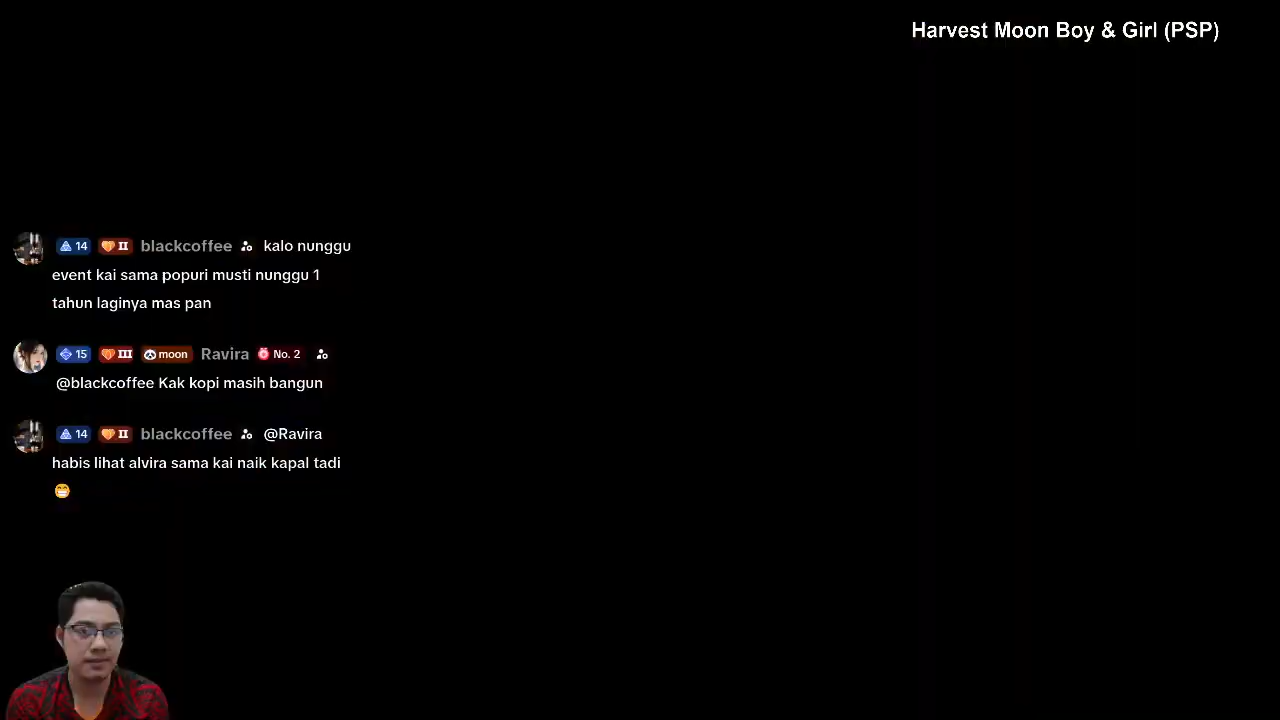 Harvest Moon Boy & Girl (PSP)
14 II blackcoffee kalo nunggu
event kai sama popuri musti nunggu 1
tahun laginya mas pan
15 III moon Ravira No. 2
@blackcoffee Kak kopi masih bangun
14 II blackcoffee @Ravira
habis lihat alvira sama kai naik kapal tadi
😁